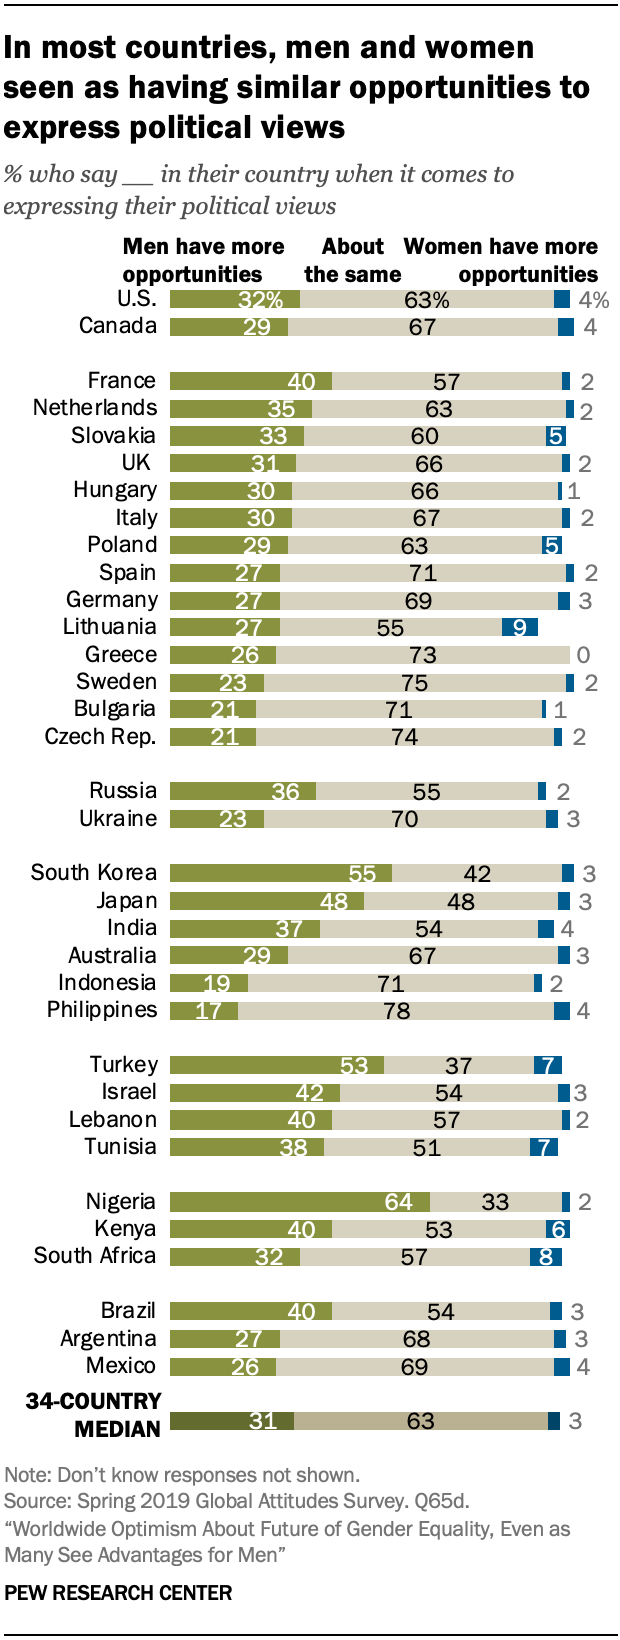 In most countries, men and women
seen as having similar opportunities to
express political views
% who say __ in their country when it comes to
expressing their political views
Men have more opportunities About the same Women have more opportunities
U.S. 32% 63% 4%
Canada 29 67 4
France 40 57 2
Netherlands 35 63 2
Slovakia 33 60 5
UK 31 66 2
Hungary 30 66 1
Italy 30 67 2
Poland 29 63 5
Spain 27 71 2
Germany 27 69 3
Lithuania 27 55 9
Greece 26 73 0
Sweden 23 75 2
Bulgaria 21 71 1
Czech Rep. 21 74 2
Russia 36 55 2
Ukraine 23 70 3
South Korea 55 42 3
Japan 48 48 3
India 37 54 4
Australia 29 67 3
Indonesia 19 71 2
Philippines 17 78 4
Turkey 53 37 7
Israel 42 54 3
Lebanon 40 57 2
Tunisia 38 51 7
Nigeria 64 33 2
Kenya 40 53 6
South Africa 32 57 8
Brazil 40 54 3
Argentina 27 68 3
Mexico 26 69 4
34-COUNTRY
MEDIAN 31 63 3
Note: Don’t know responses not shown.
Source: Spring 2019 Global Attitudes Survey. Q65d.
“Worldwide Optimism About Future of Gender Equality, Even as
Many See Advantages for Men”
PEW RESEARCH CENTER